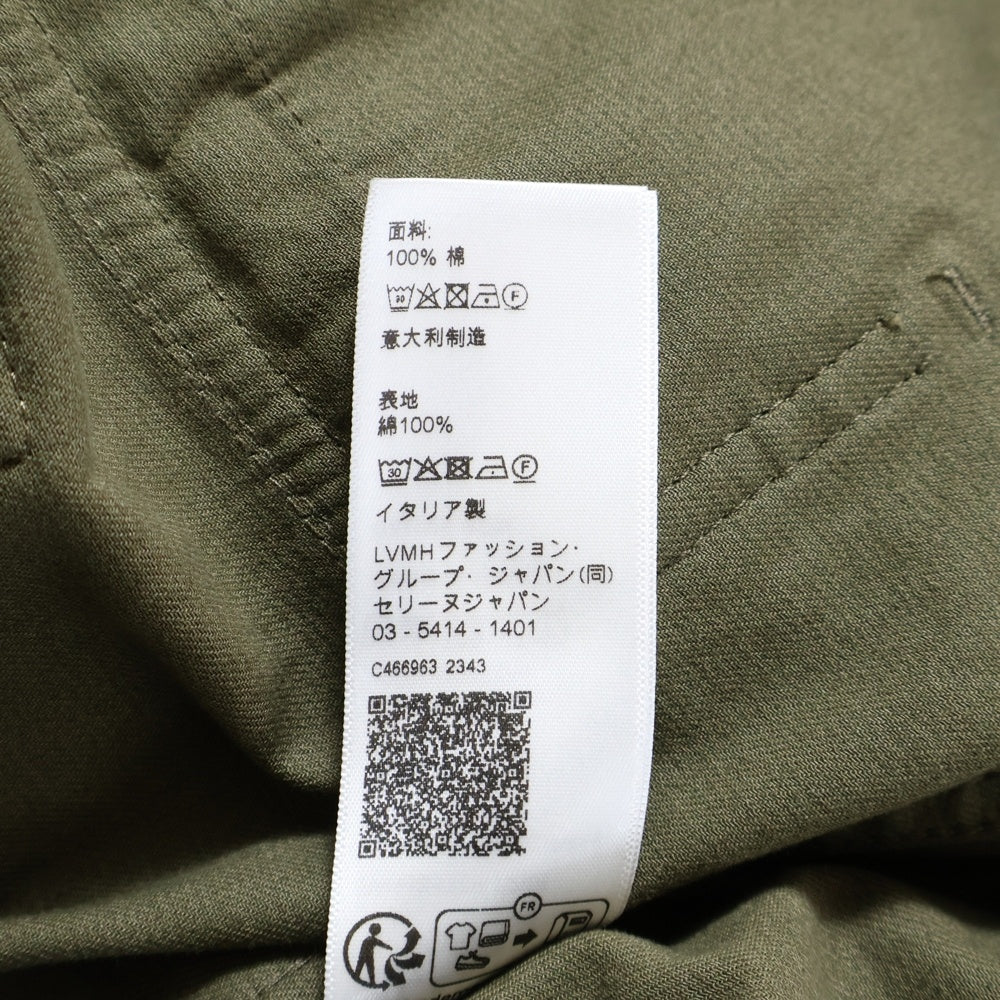 面料:
100% 棉
30 F
意大利制造
表地
綿100%
30 F
イタリア製
LVMHファッション・
グループ・ジャパン(同)
セリーヌジャパン
03 - 5414 - 1401
C466963 2343
FR